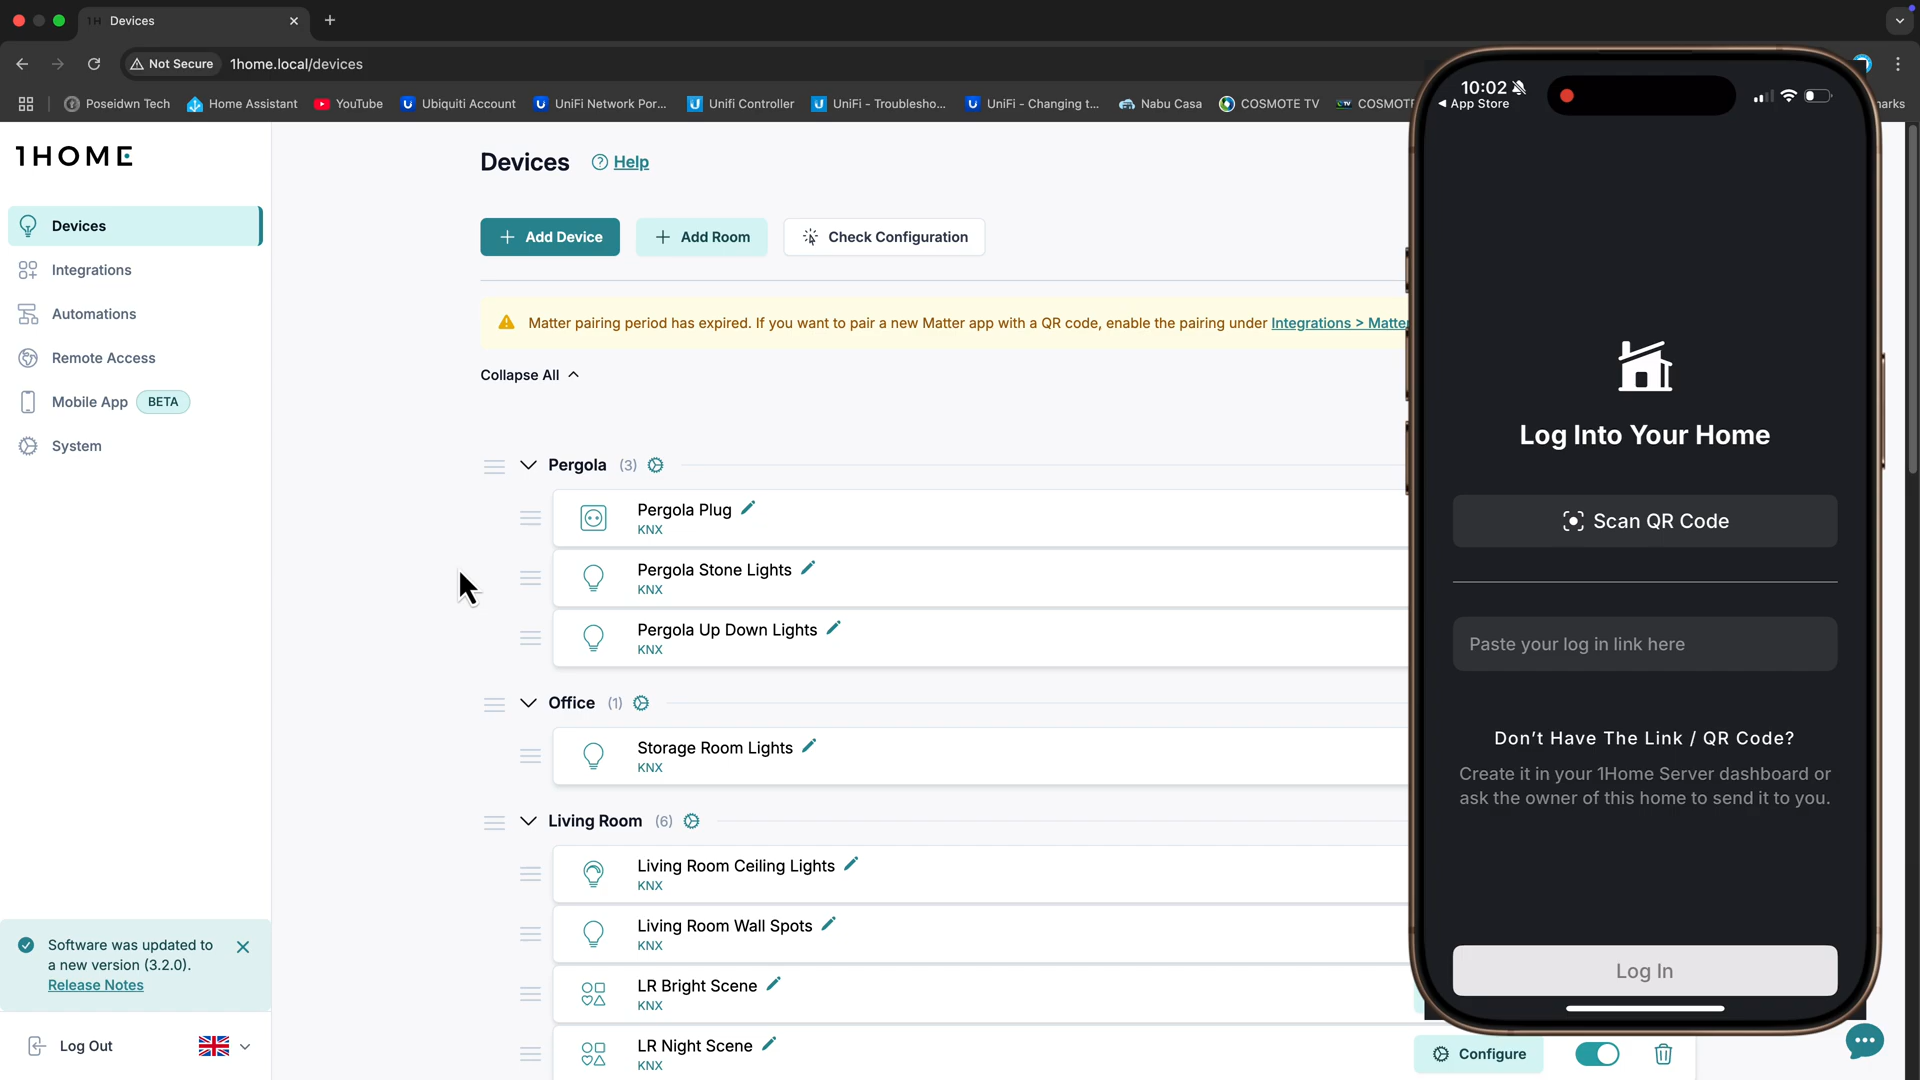 Devices
Not Secure
1home.local/devices
Poseidwn Tech
Home Assistant
YouTube
Ubiquiti Account
UniFi Network Por...
Unifi Controller
UniFi - Troublesho...
UniFi - Changing t...
Nabu Casa
COSMOTE TV
COSMOTE
1HOME
Devices
Integrations
Automations
Remote Access
Mobile App BETA
System
Software was updated to
a new version (3.2.0).
Release Notes
Log Out
Devices
Help
Add Device
Add Room
Check Configuration
Matter pairing period has expired. If you want to pair a new Matter app with a QR code, enable the pairing under Integrations > Matter
Collapse All
Pergola (3)
Pergola Plug
KNX
Pergola Stone Lights
KNX
Pergola Up Down Lights
KNX
Office (1)
Storage Room Lights
KNX
Living Room (6)
Living Room Ceiling Lights
KNX
Living Room Wall Spots
KNX
LR Bright Scene
KNX
LR Night Scene
KNX
Configure
10:02
App Store
Log Into Your Home
Scan QR Code
Paste your log in link here
Don't Have The Link / QR Code?
Create it in your 1Home Server dashboard or
ask the owner of this home to send it to you.
Log In